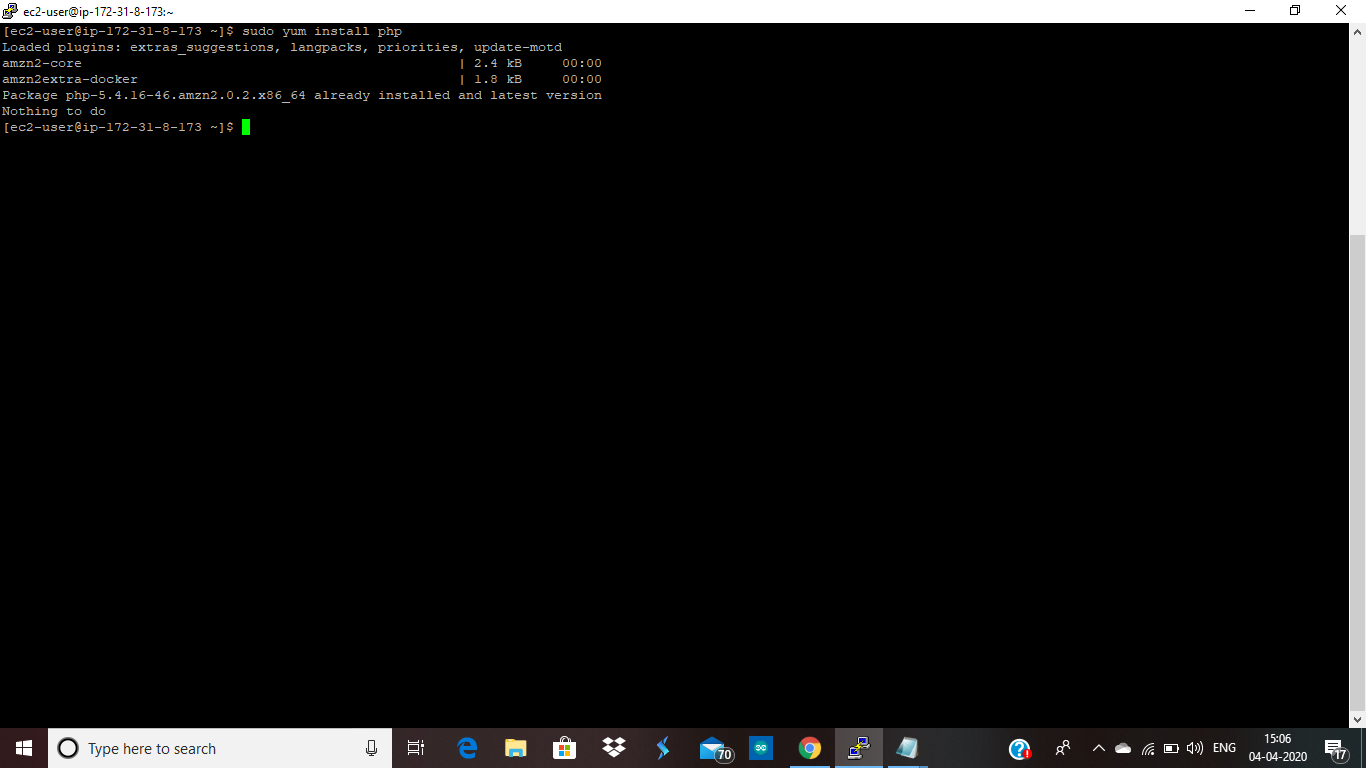 ec2-user@ip-172-31-8-173:~
[ec2-user@ip-172-31-8-173 ~]$ sudo yum install php
Loaded plugins: extras_suggestions, langpacks, priorities, update-motd
amzn2-core | 2.4 kB 00:00
amzn2extra-docker | 1.8 kB 00:00
Package php-5.4.16-46.amzn2.0.2.x86_64 already installed and latest version
Nothing to do
[ec2-user@ip-172-31-8-173 ~]$
Type here to search
70
ENG
15:06
04-04-2020
17